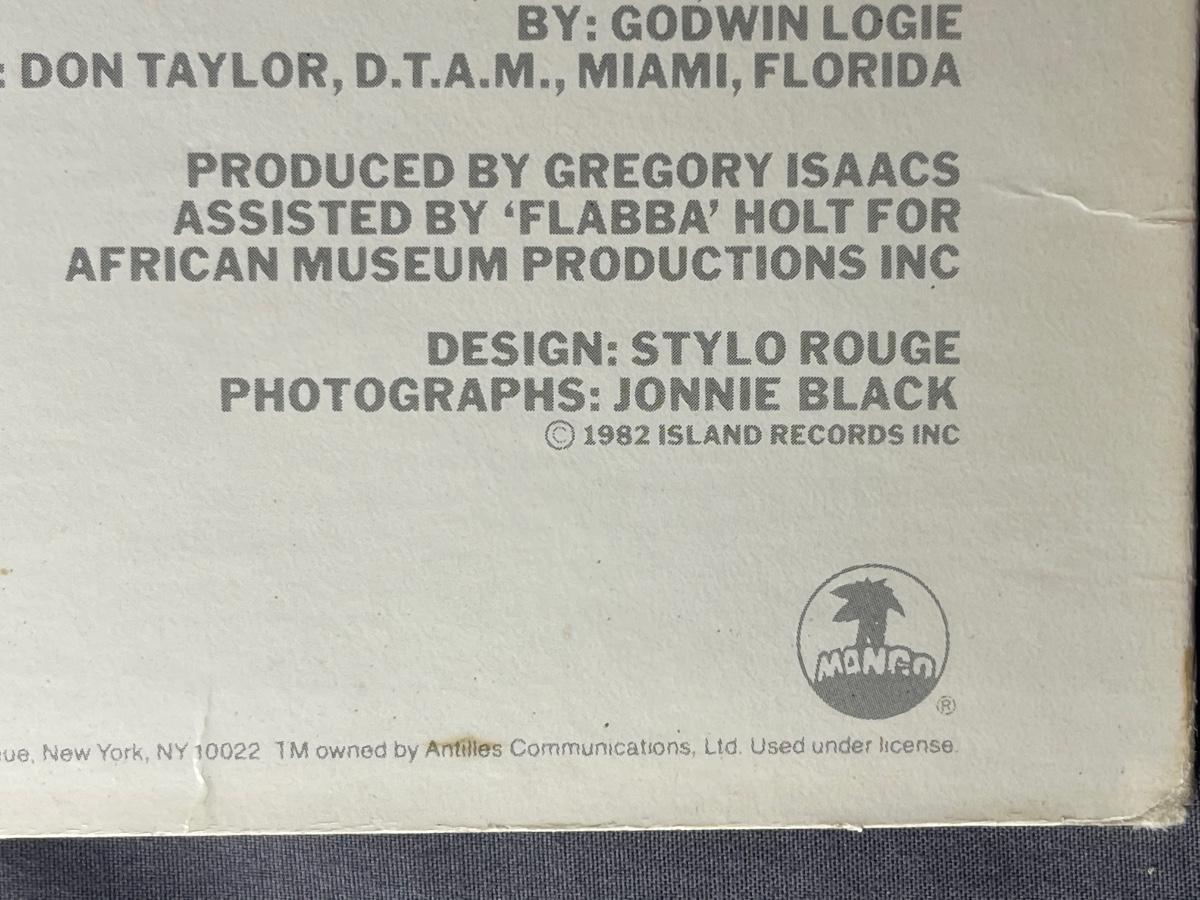 BY: GODWIN LOGIE
: DON TAYLOR, D.T.A.M., MIAMI, FLORIDA
PRODUCED BY GREGORY ISAACS
ASSISTED BY ‘FLABBA’ HOLT FOR
AFRICAN MUSEUM PRODUCTIONS INC
DESIGN: STYLO ROUGE
PHOTOGRAPHS: JONNIE BLACK
© 1982 ISLAND RECORDS INC
MANGO
®
New York, NY 10022 TM owned by Antilles Communications, Ltd. Used under license.